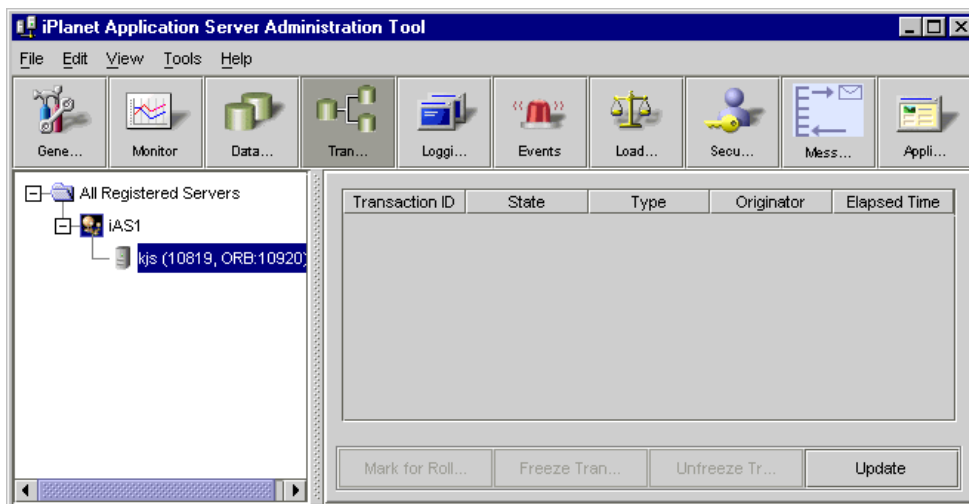 iPlanet Application Server Administration Tool
File Edit View Tools Help
Gene... Monitor Data... Tran... Loggi... Events Load... Secu... Mess... Appli...
All Registered Servers
iAS1
kjs (10819, ORB:10920)
Transaction ID State Type Originator Elapsed Time
Mark for Roll... Freeze Tran... Unfreeze Tr... Update